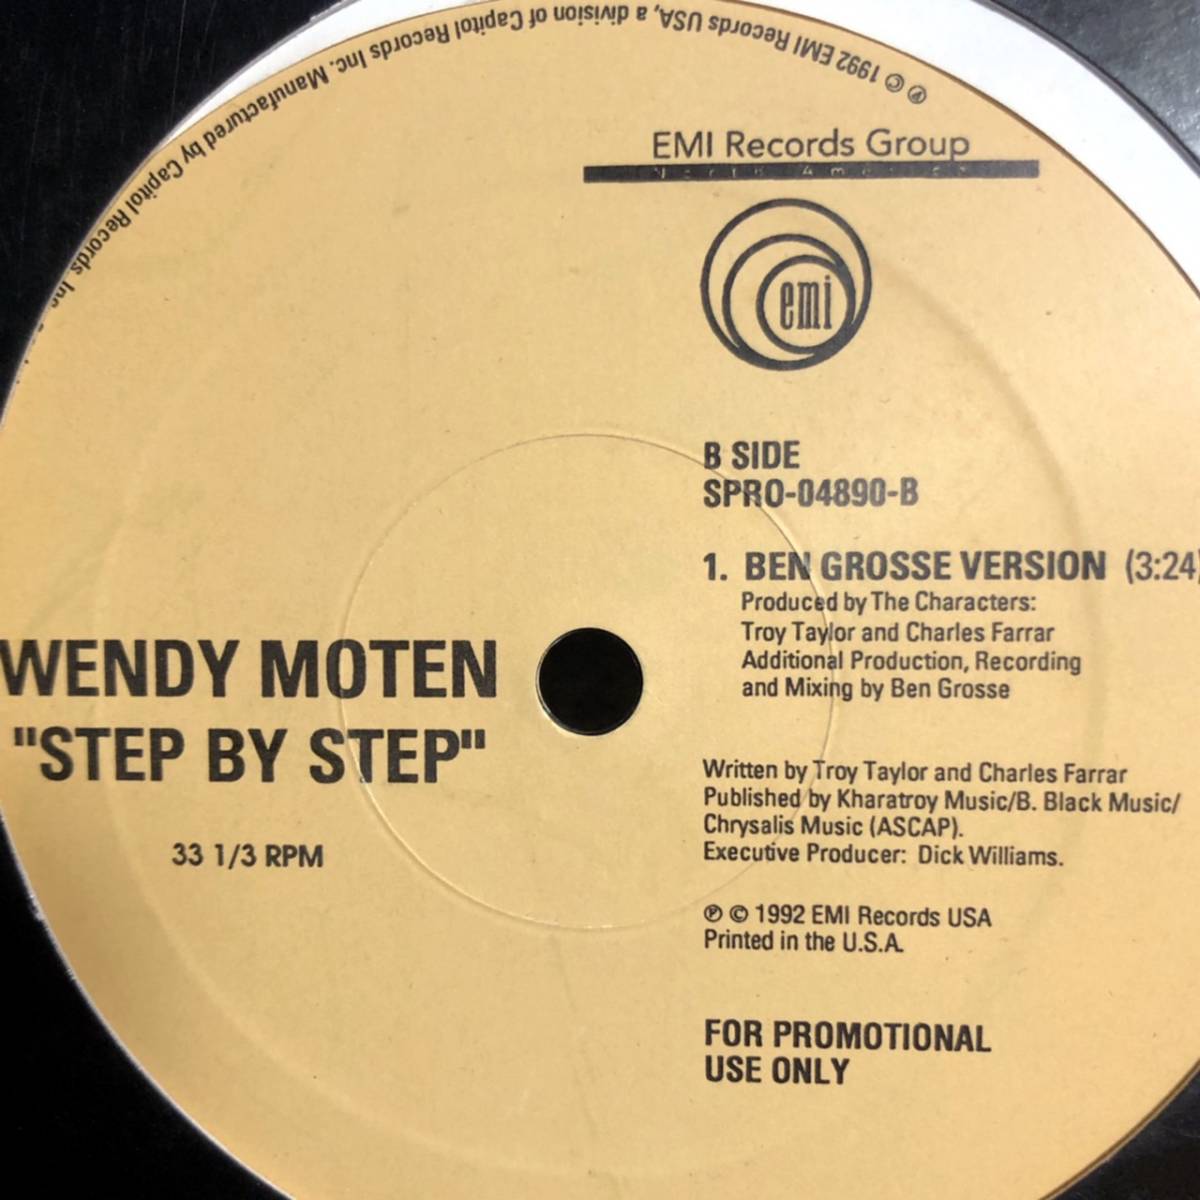 ℗ © 1992 EMI Records USA, a division of Capitol Records Inc. Manufactured by Capitol Records, Inc.
EMI Records Group
North America
emi
B SIDE
SPRO-04890-B
1. BEN GROSSE VERSION (3:24)
Produced by The Characters:
Troy Taylor and Charles Farrar
Additional Production, Recording
and Mixing by Ben Grosse
WENDY MOTEN
"STEP BY STEP"
33 1/3 RPM
Written by Troy Taylor and Charles Farrar
Published by Kharatroy Music/B. Black Music/
Chrysalis Music (ASCAP).
Executive Producer: Dick Williams.
℗ © 1992 EMI Records USA
Printed in the U.S.A.
FOR PROMOTIONAL
USE ONLY